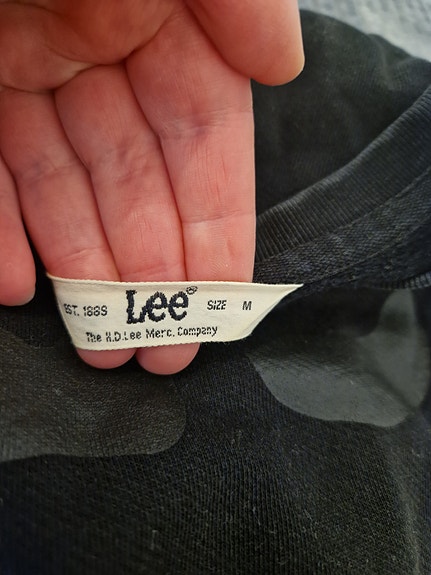 EST. 1889 Lee® SIZE M
The H.D.Lee Merc. Company